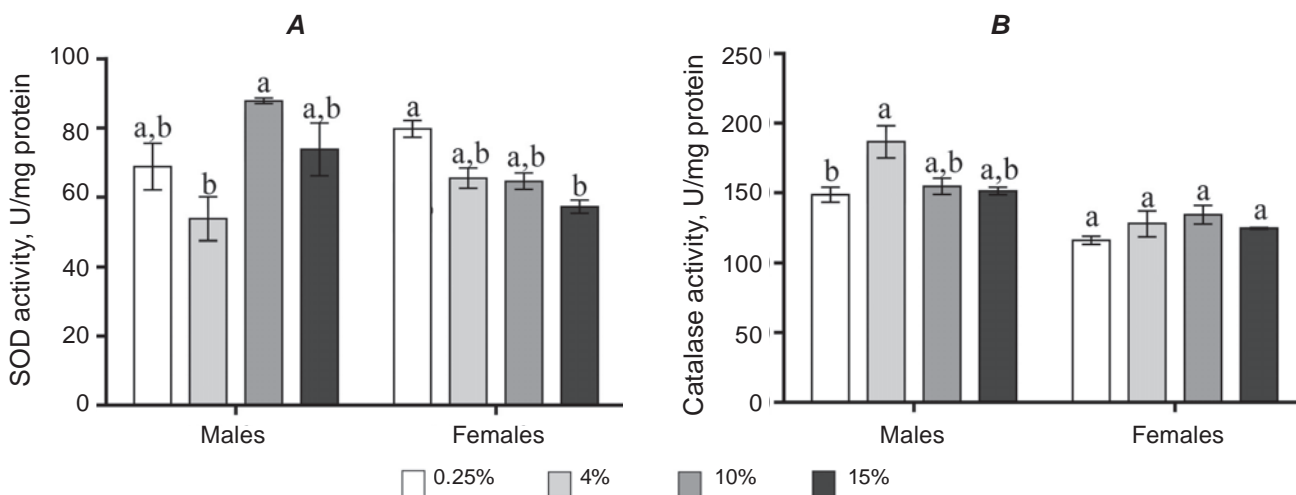 A
SOD activity, U/mg protein
100
80
60
40
20
0
a,b
b
a
a,b
a
a,b
a,b
b
Males
Females
B
Catalase activity, U/mg protein
250
200
150
100
50
0
b
a
a,b
a,b
a
a
a
a
Males
Females
0.25%
4%
10%
15%